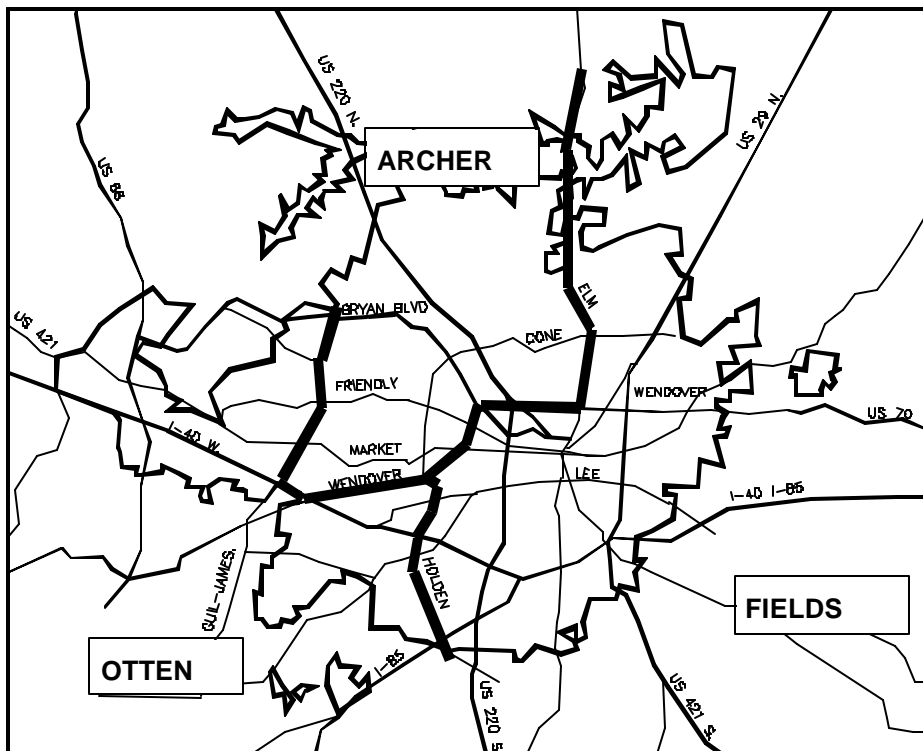 US 220 N.
US 29 N.
ARCHER
US 68
ELM
BRYAN BLVD
US 421
CONE
FRIENDLY
WENDOVER
US 70
I-40 W.
MARKET
WENDOVER
LEE
I-40 I-85
GUIL-JAMES.
HOLDEN
FIELDS
OTTEN
I-85
US 220 S
US 421 S.